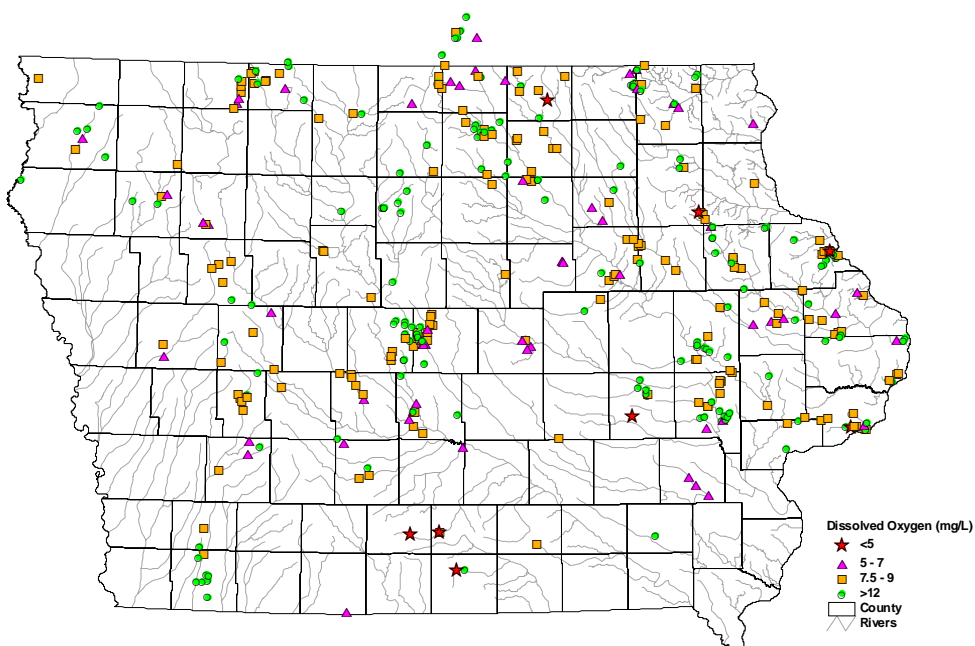 Dissolved Oxygen (mg/L)
<5
5 - 7
7.5 - 9
>12
County
Rivers